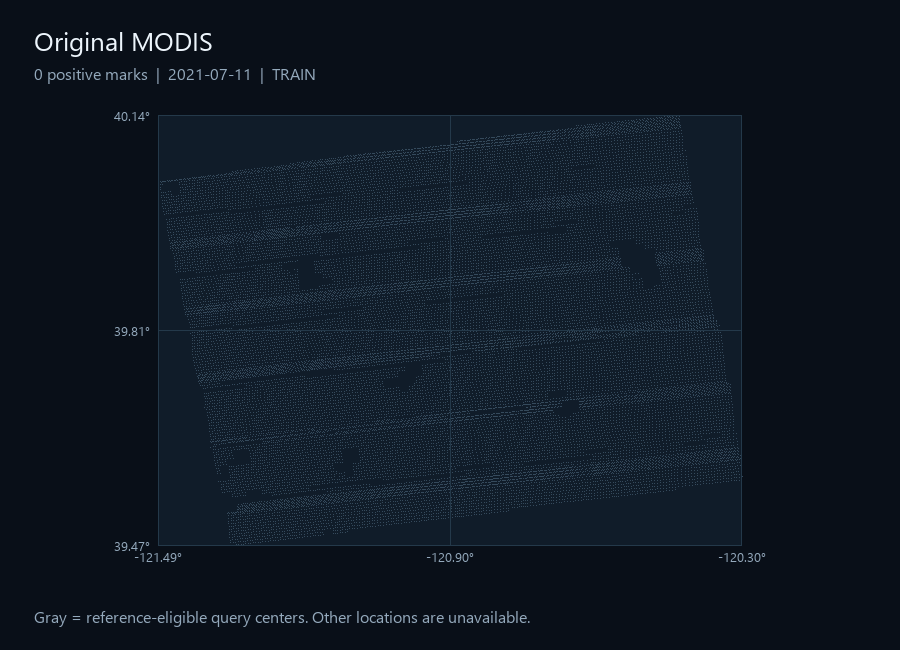 Original MODIS
0 positive marks | 2021-07-11 | TRAIN
40.14°
39.81°
39.47°
-121.49°
-120.90°
-120.30°
Gray = reference-eligible query centers. Other locations are unavailable.